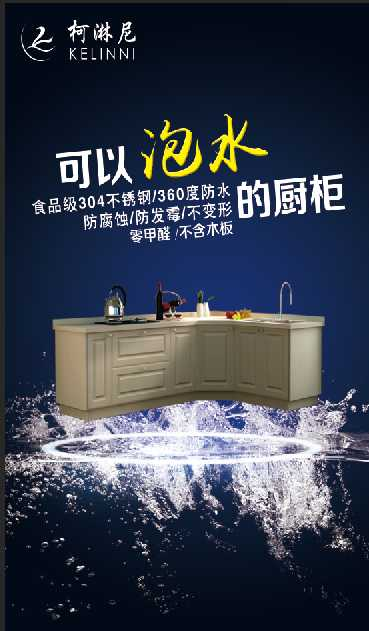 柯淋尼
KELINNI
可以泡水
食品级304不锈钢/360度防水
防腐蚀/防发霉/不变形
零甲醛/不含木板
的厨柜